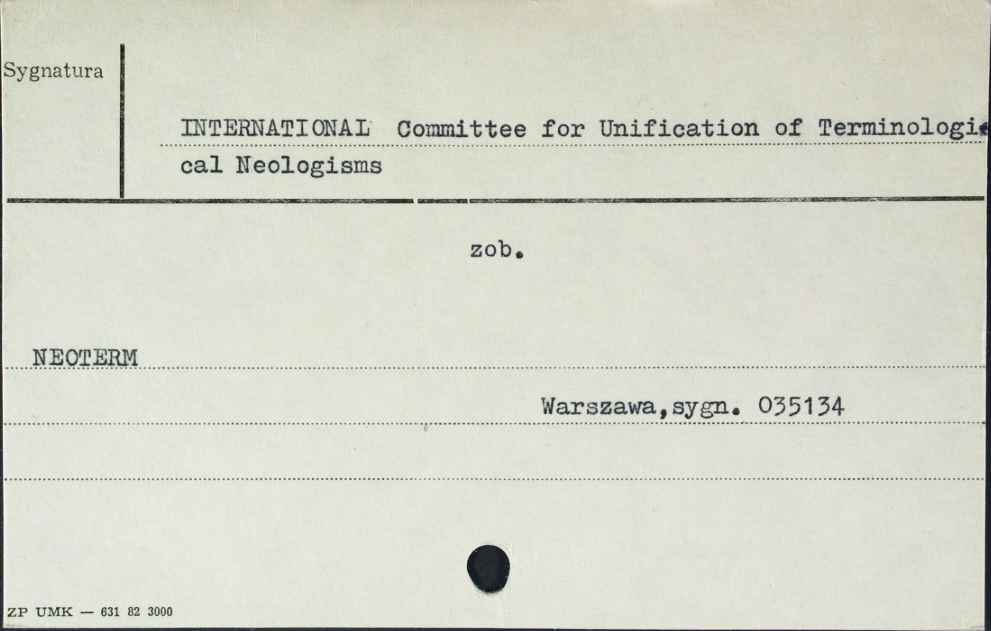 Sygnatura
INTERNATIONAL Committee for Unification of Terminologi
cal Neologisms
zob.
NEOTERM
Warszawa,sygn. 035134
ZP UMK — 631 82 3000